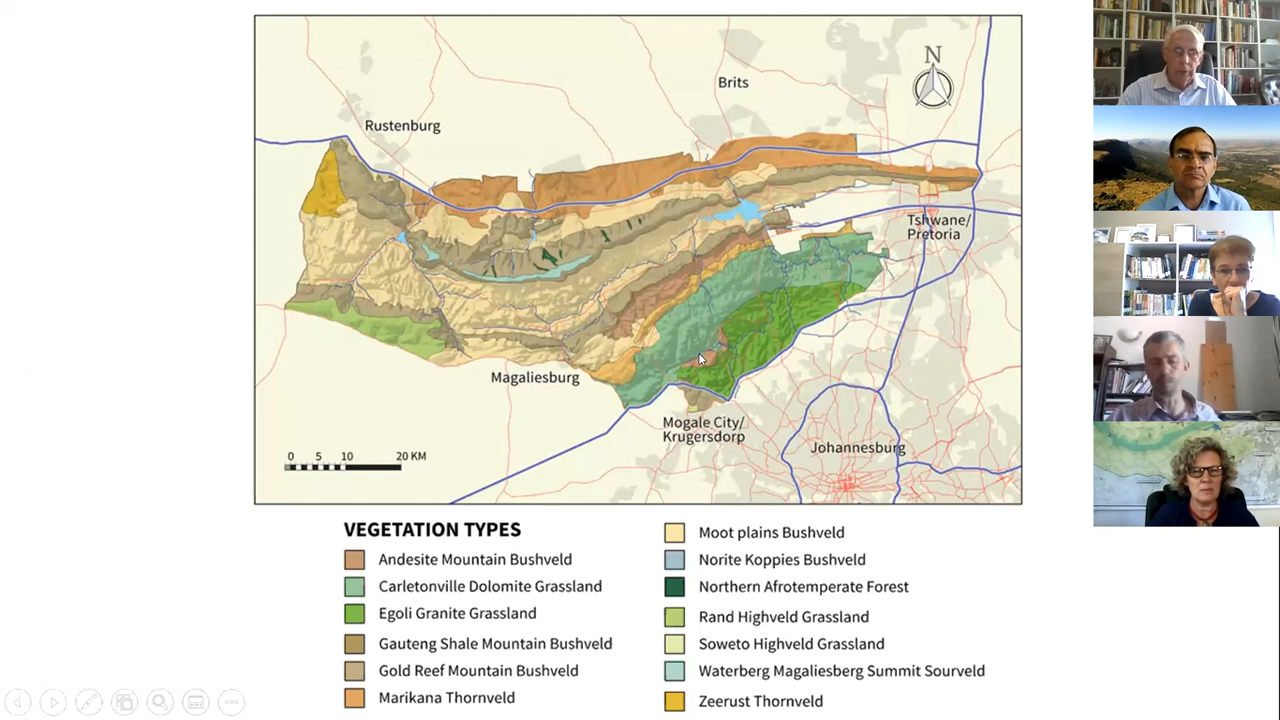 N
Brits
Rustenburg
Tshwane/
Pretoria
Magaliesburg
Mogale City/
Krugersdorp
Johannesburg
0 5 10 20 KM
VEGETATION TYPES
Andesite Mountain Bushveld
Carletonville Dolomite Grassland
Egoli Granite Grassland
Gauteng Shale Mountain Bushveld
Gold Reef Mountain Bushveld
Marikana Thornveld
Moot plains Bushveld
Norite Koppies Bushveld
Northern Afrotemperate Forest
Rand Highveld Grassland
Soweto Highveld Grassland
Waterberg Magaliesberg Summit Sourveld
Zeerust Thornveld